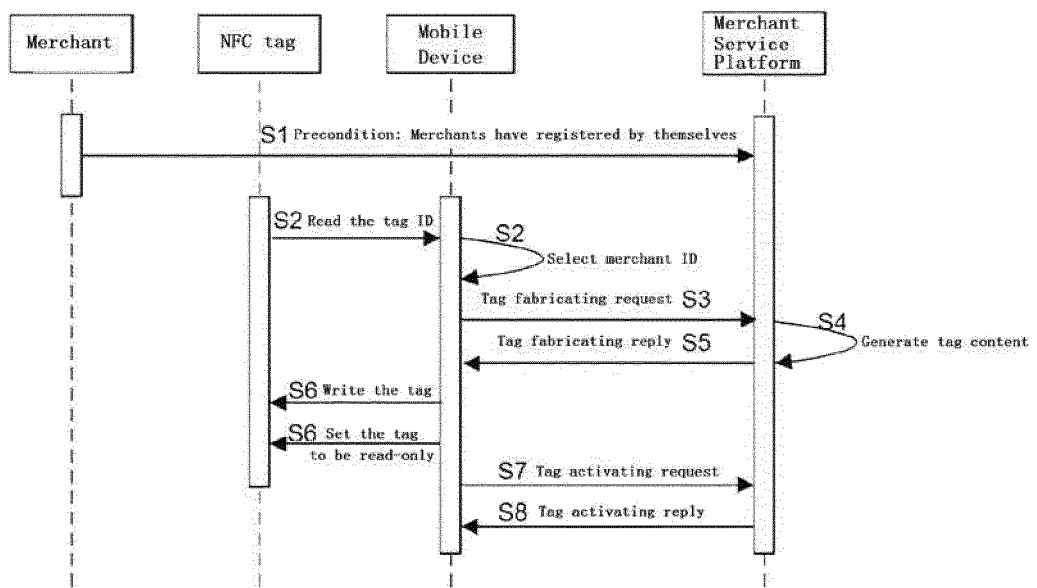 Merchant
NFC tag
Mobile
Device
Merchant
Service
Platform
S1 Precondition: Merchants have registered by themselves
S2 Read the tag ID
S2
Select merchant ID
Tag fabricating request S3
S4
Generate tag content
Tag fabricating reply S5
S6 Write the tag
S6 Set the tag
to be read-only
S7 Tag activating request
S8 Tag activating reply